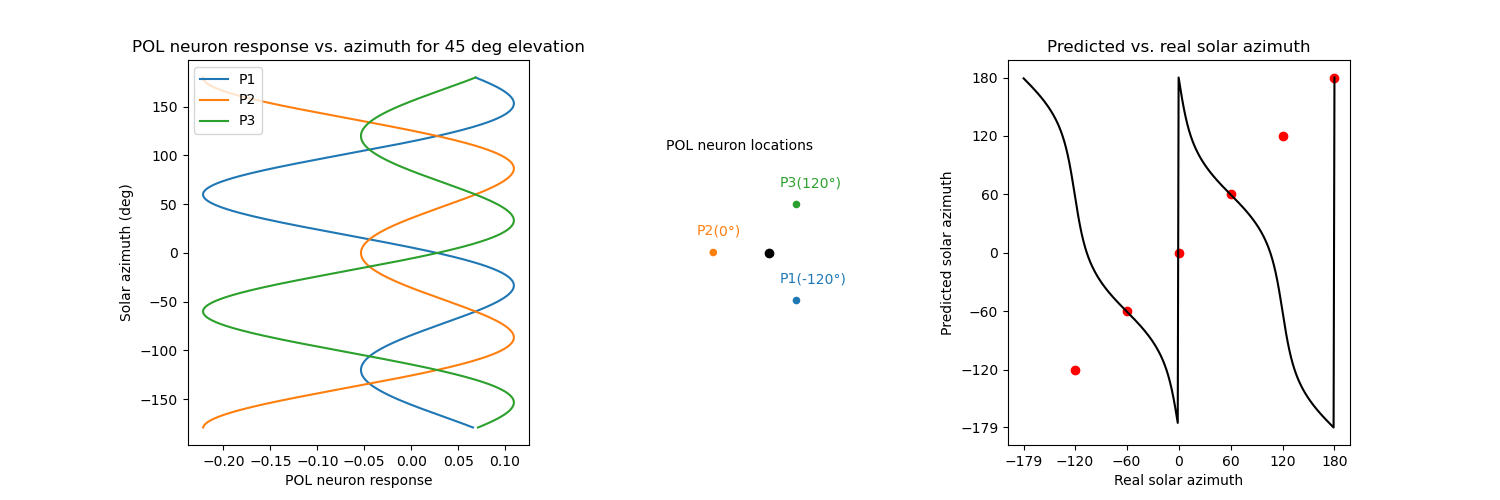 POL neuron response vs. azimuth for 45 deg elevation
P1
P2
P3
150
100
50
0
−50
−100
−150
Solar azimuth (deg)
−0.20
−0.15
−0.10
−0.05
0.00
0.05
0.10
POL neuron response
POL neuron locations
P3(120°)
P2(0°)
P1(-120°)
Predicted vs. real solar azimuth
180
120
60
0
−60
−120
−179
Predicted solar azimuth
−179
−120
−60
0
60
120
180
Real solar azimuth